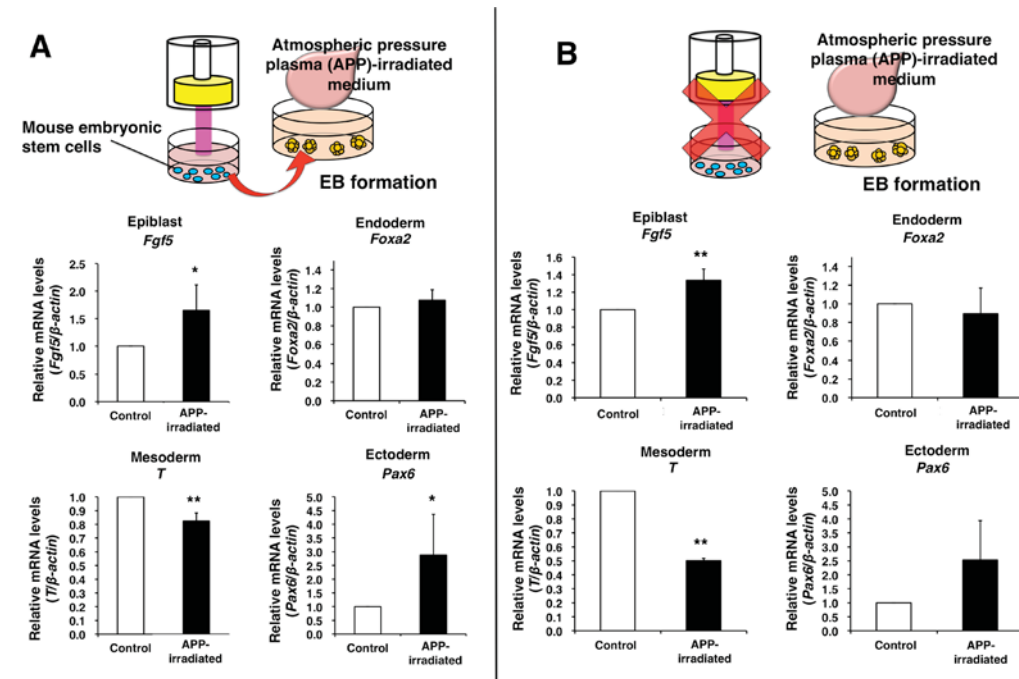 A
Atmospheric pressure
plasma (APP)-irradiated
medium
Mouse embryonic
stem cells
EB formation
Epiblast
Fgf5
Relative mRNA levels
(Fgf5/β-actin)
2.5
2.0
1.5
1.0
0.5
0.0
*
Control
APP-
irradiated
Endoderm
Foxa2
Relative mRNA levels
(Foxa2/β-actin)
1.4
1.2
1.0
0.8
0.6
0.4
0.2
0.0
Control
APP-
irradiated
Mesoderm
T
Relative mRNA levels
(T/β-actin)
1.0
0.9
0.8
0.7
0.6
0.5
0.4
0.3
0.2
0.1
0.0
**
Control
APP-
irradiated
Ectoderm
Pax6
Relative mRNA levels
(Pax6/β-actin)
5.0
4.5
4.0
3.5
3.0
2.5
2.0
1.5
1.0
0.5
0.0
*
Control
APP-
irradiated
B
Atmospheric pressure
plasma (APP)-irradiated
medium
EB formation
Epiblast
Fgf5
Relative mRNA levels
(Fgf5/β-actin)
1.6
1.4
1.2
1.0
0.8
0.6
0.4
0.2
0.0
**
Control
APP-
irradiated
Endoderm
Foxa2
Relative mRNA levels
(Foxa2/β-actin)
1.4
1.2
1.0
0.8
0.6
0.4
0.2
0.0
Control
APP-
irradiated
Mesoderm
T
Relative mRNA levels
(T/β-actin)
1.0
0.9
0.8
0.7
0.6
0.5
0.4
0.3
0.2
0.1
0.0
**
Control
APP-
irradiated
Ectoderm
Pax6
Relative mRNA levels
(Pax6/β-actin)
5.0
4.5
4.0
3.5
3.0
2.5
2.0
1.5
1.0
0.5
0.0
Control
APP-
irradiated